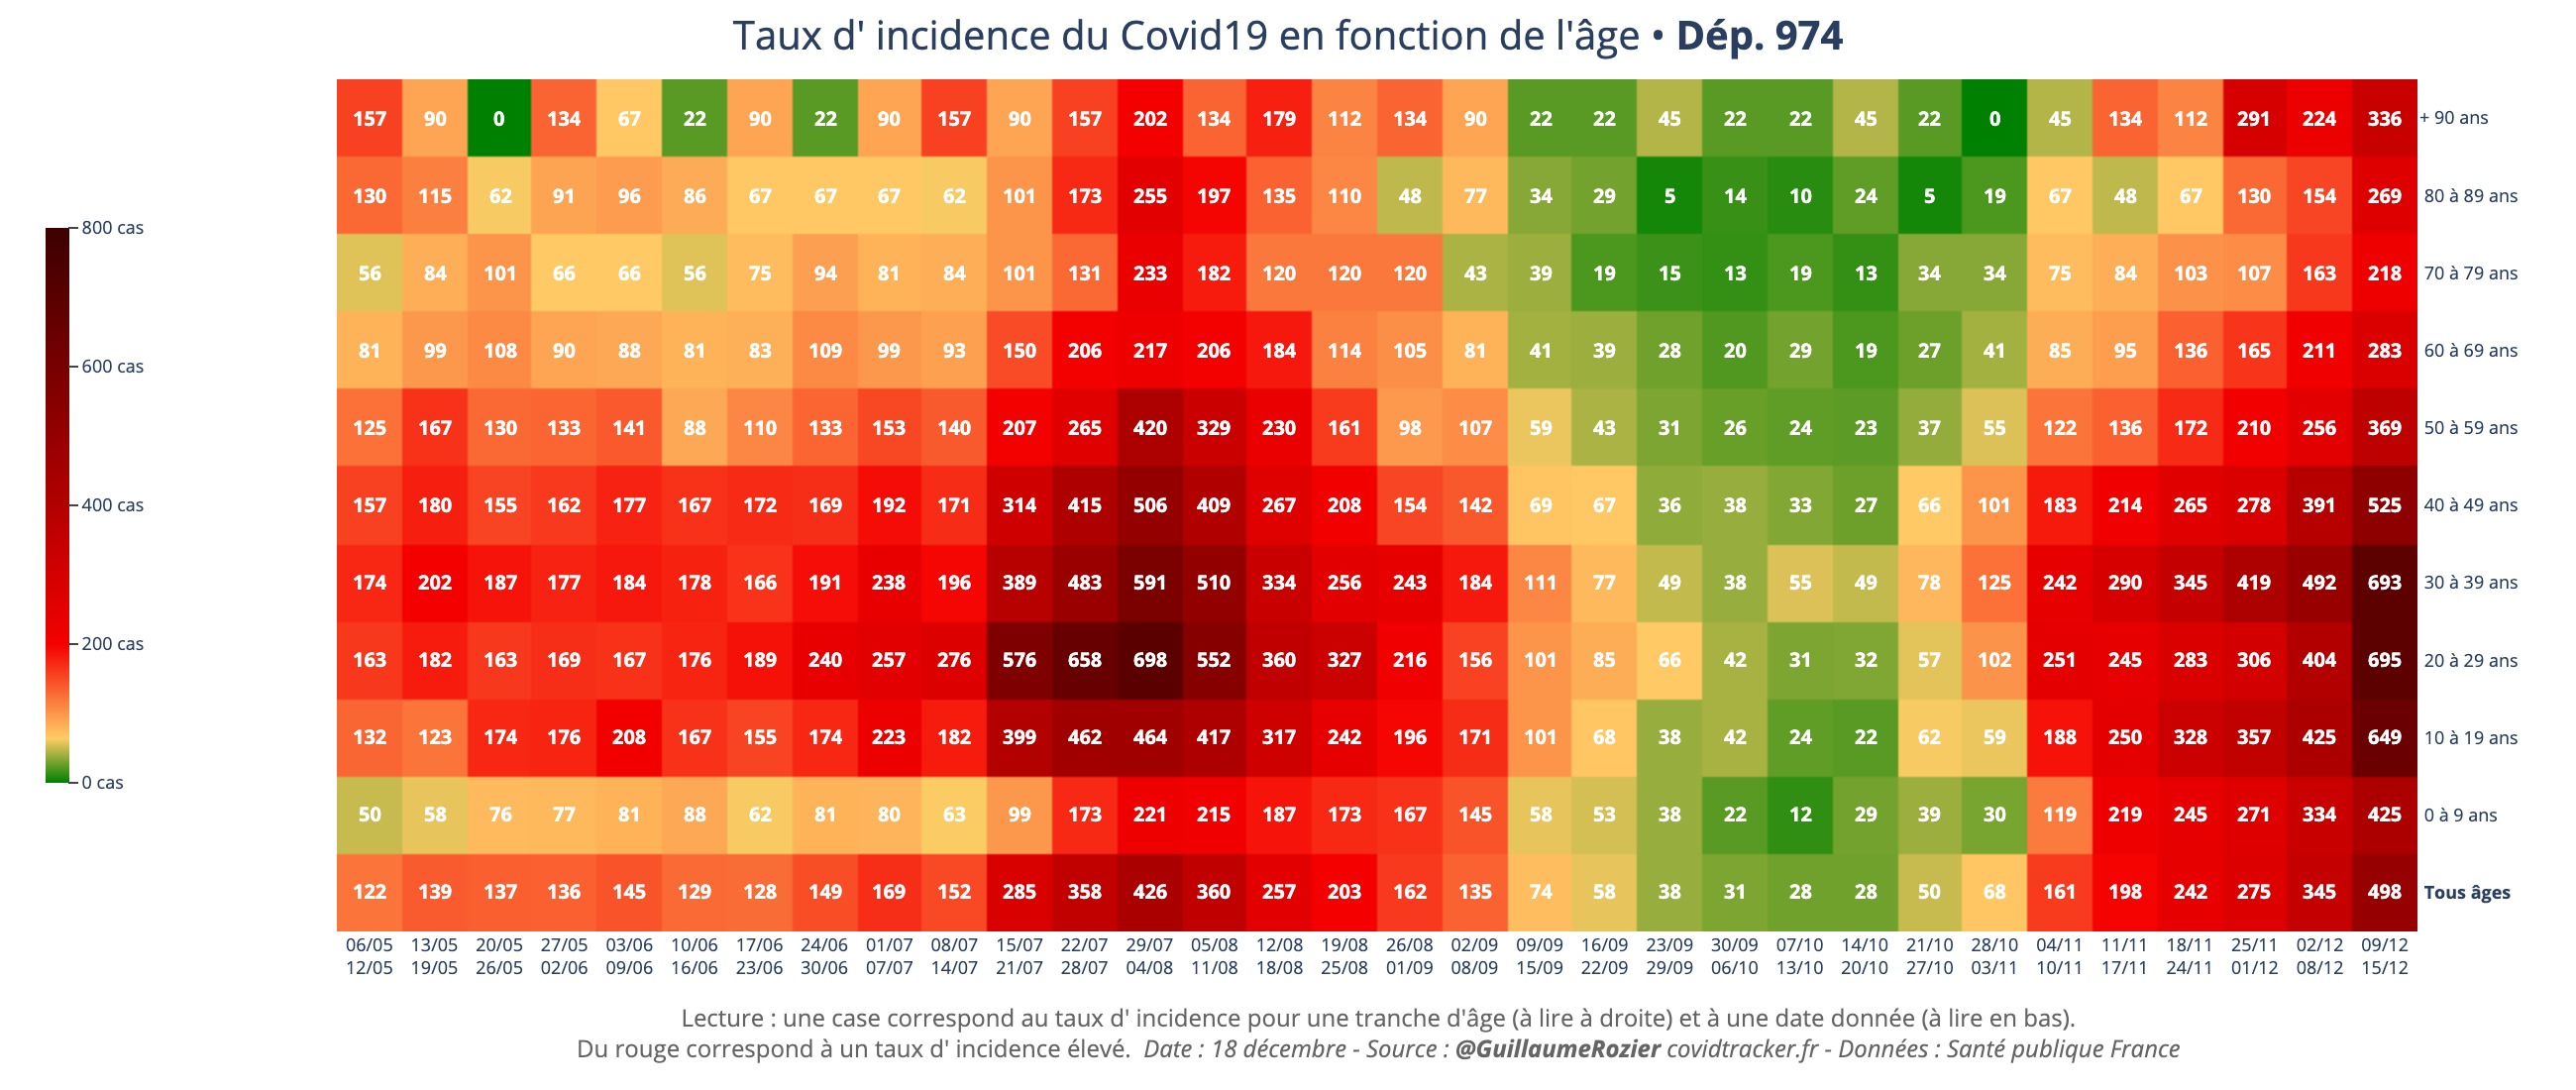 Taux d' incidence du Covid19 en fonction de l'âge • Dép. 974
800 cas
600 cas
400 cas
200 cas
0 cas
157 90 0 134 67 22 90 22 90 157 90 157 202 134 179 112 134 90 22 22 45 22 22 45 22 0 45 134 112 291 224 336 + 90 ans
130 115 62 91 96 86 67 67 67 62 101 173 255 197 135 110 48 77 34 29 5 14 10 24 5 19 67 48 67 130 154 269 80 à 89 ans
56 84 101 66 66 56 75 94 81 84 101 131 233 182 120 120 120 43 39 19 15 13 19 13 34 34 75 84 103 107 163 218 70 à 79 ans
81 99 108 90 88 81 83 109 99 93 150 206 217 206 184 114 105 81 41 39 28 20 29 19 27 41 85 95 136 165 211 283 60 à 69 ans
125 167 130 133 141 88 110 133 153 140 207 265 420 329 230 161 98 107 59 43 31 26 24 23 37 55 122 136 172 210 256 369 50 à 59 ans
157 180 155 162 177 167 172 169 192 171 314 415 506 409 267 208 154 142 69 67 36 38 33 27 66 101 183 214 265 278 391 525 40 à 49 ans
174 202 187 177 184 178 166 191 238 196 389 483 591 510 334 256 243 184 111 77 49 38 55 49 78 125 242 290 345 419 492 693 30 à 39 ans
163 182 163 169 167 176 189 240 257 276 576 658 698 552 360 327 216 156 101 85 66 42 31 32 57 102 251 245 283 306 404 695 20 à 29 ans
132 123 174 176 208 167 155 174 223 182 399 462 464 417 317 242 196 171 101 68 38 42 24 22 62 59 188 250 328 357 425 649 10 à 19 ans
50 58 76 77 81 88 62 81 80 63 99 173 221 215 187 173 167 145 58 53 38 22 12 29 39 30 119 219 245 271 334 425 0 à 9 ans
122 139 137 136 145 129 128 149 169 152 285 358 426 360 257 203 162 135 74 58 38 31 28 28 50 68 161 198 242 275 345 498 Tous âges
06/05 13/05 20/05 27/05 03/06 10/06 17/06 24/06 01/07 08/07 15/07 22/07 29/07 05/08 12/08 19/08 26/08 02/09 09/09 16/09 23/09 30/09 07/10 14/10 21/10 28/10 04/11 11/11 18/11 25/11 02/12 09/12
12/05 19/05 26/05 02/06 09/06 16/06 23/06 30/06 07/07 14/07 21/07 28/07 04/08 11/08 18/08 25/08 01/09 08/09 15/09 22/09 29/09 06/10 13/10 20/10 27/10 03/11 10/11 17/11 24/11 01/12 08/12 15/12
Lecture : une case correspond au taux d' incidence pour une tranche d'âge (à lire à droite) et à une date donnée (à lire en bas).
Du rouge correspond à un taux d' incidence élevé. Date : 18 décembre - Source : @GuillaumeRozier covidtracker.fr - Données : Santé publique France